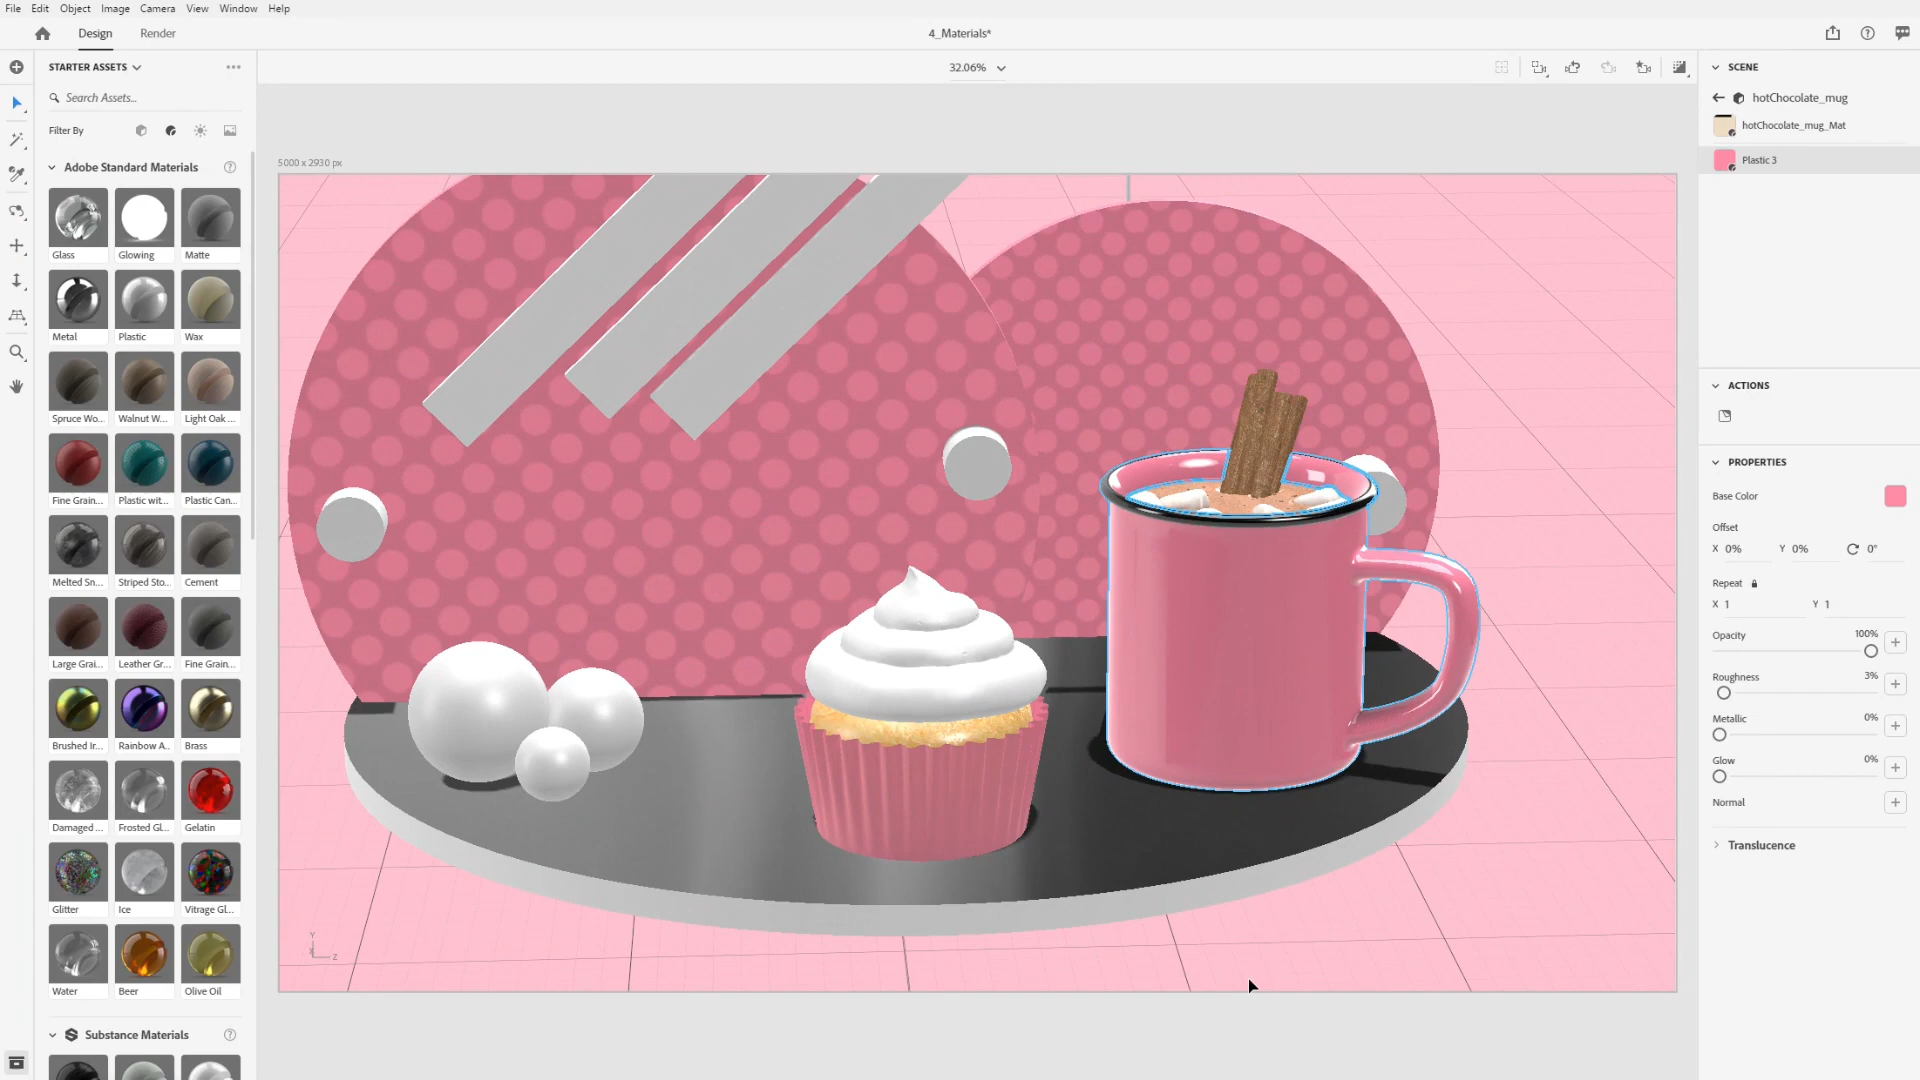 File Edit Object Image Camera View Window Help
Design Render 4_Materials*
STARTER ASSETS
32.06%
SCENE
Search Assets...
hotChocolate_mug
hotChocolate_mug_Mat
Filter By
Plastic 3
Adobe Standard Materials
5000 x 2930 px
Glass Glowing Matte
Metal Plastic Wax
Spruce Wo... Walnut W... Light Oak ...
Fine Grain... Plastic wit... Plastic Can...
Melted Sn... Striped Sto... Cement
Large Grai... Leather Gr... Fine Grain...
Brushed Ir... Rainbow A.. Brass
Damaged ... Frosted Gl... Gelatin
Glitter Ice Vitrage Gl...
Water Beer Olive Oil
Substance Materials
Y
X
Z
ACTIONS
PROPERTIES
Base Color
Offset
X 0% Y 0% 0°
Repeat
X 1 Y 1
Opacity 100%
Roughness 3%
Metallic 0%
Glow 0%
Normal
Translucence